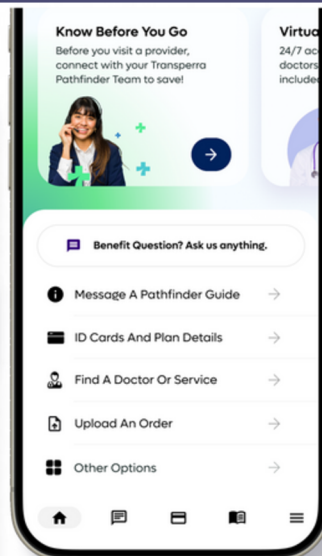 Know Before You Go
Before you visit a provider,
connect with your Transperra
Pathfinder Team to save!
Virtua
24/7 ac
doctors
include
Benefit Question? Ask us anything.
Message A Pathfinder Guide
ID Cards And Plan Details
Find A Doctor Or Service
Upload An Order
Other Options